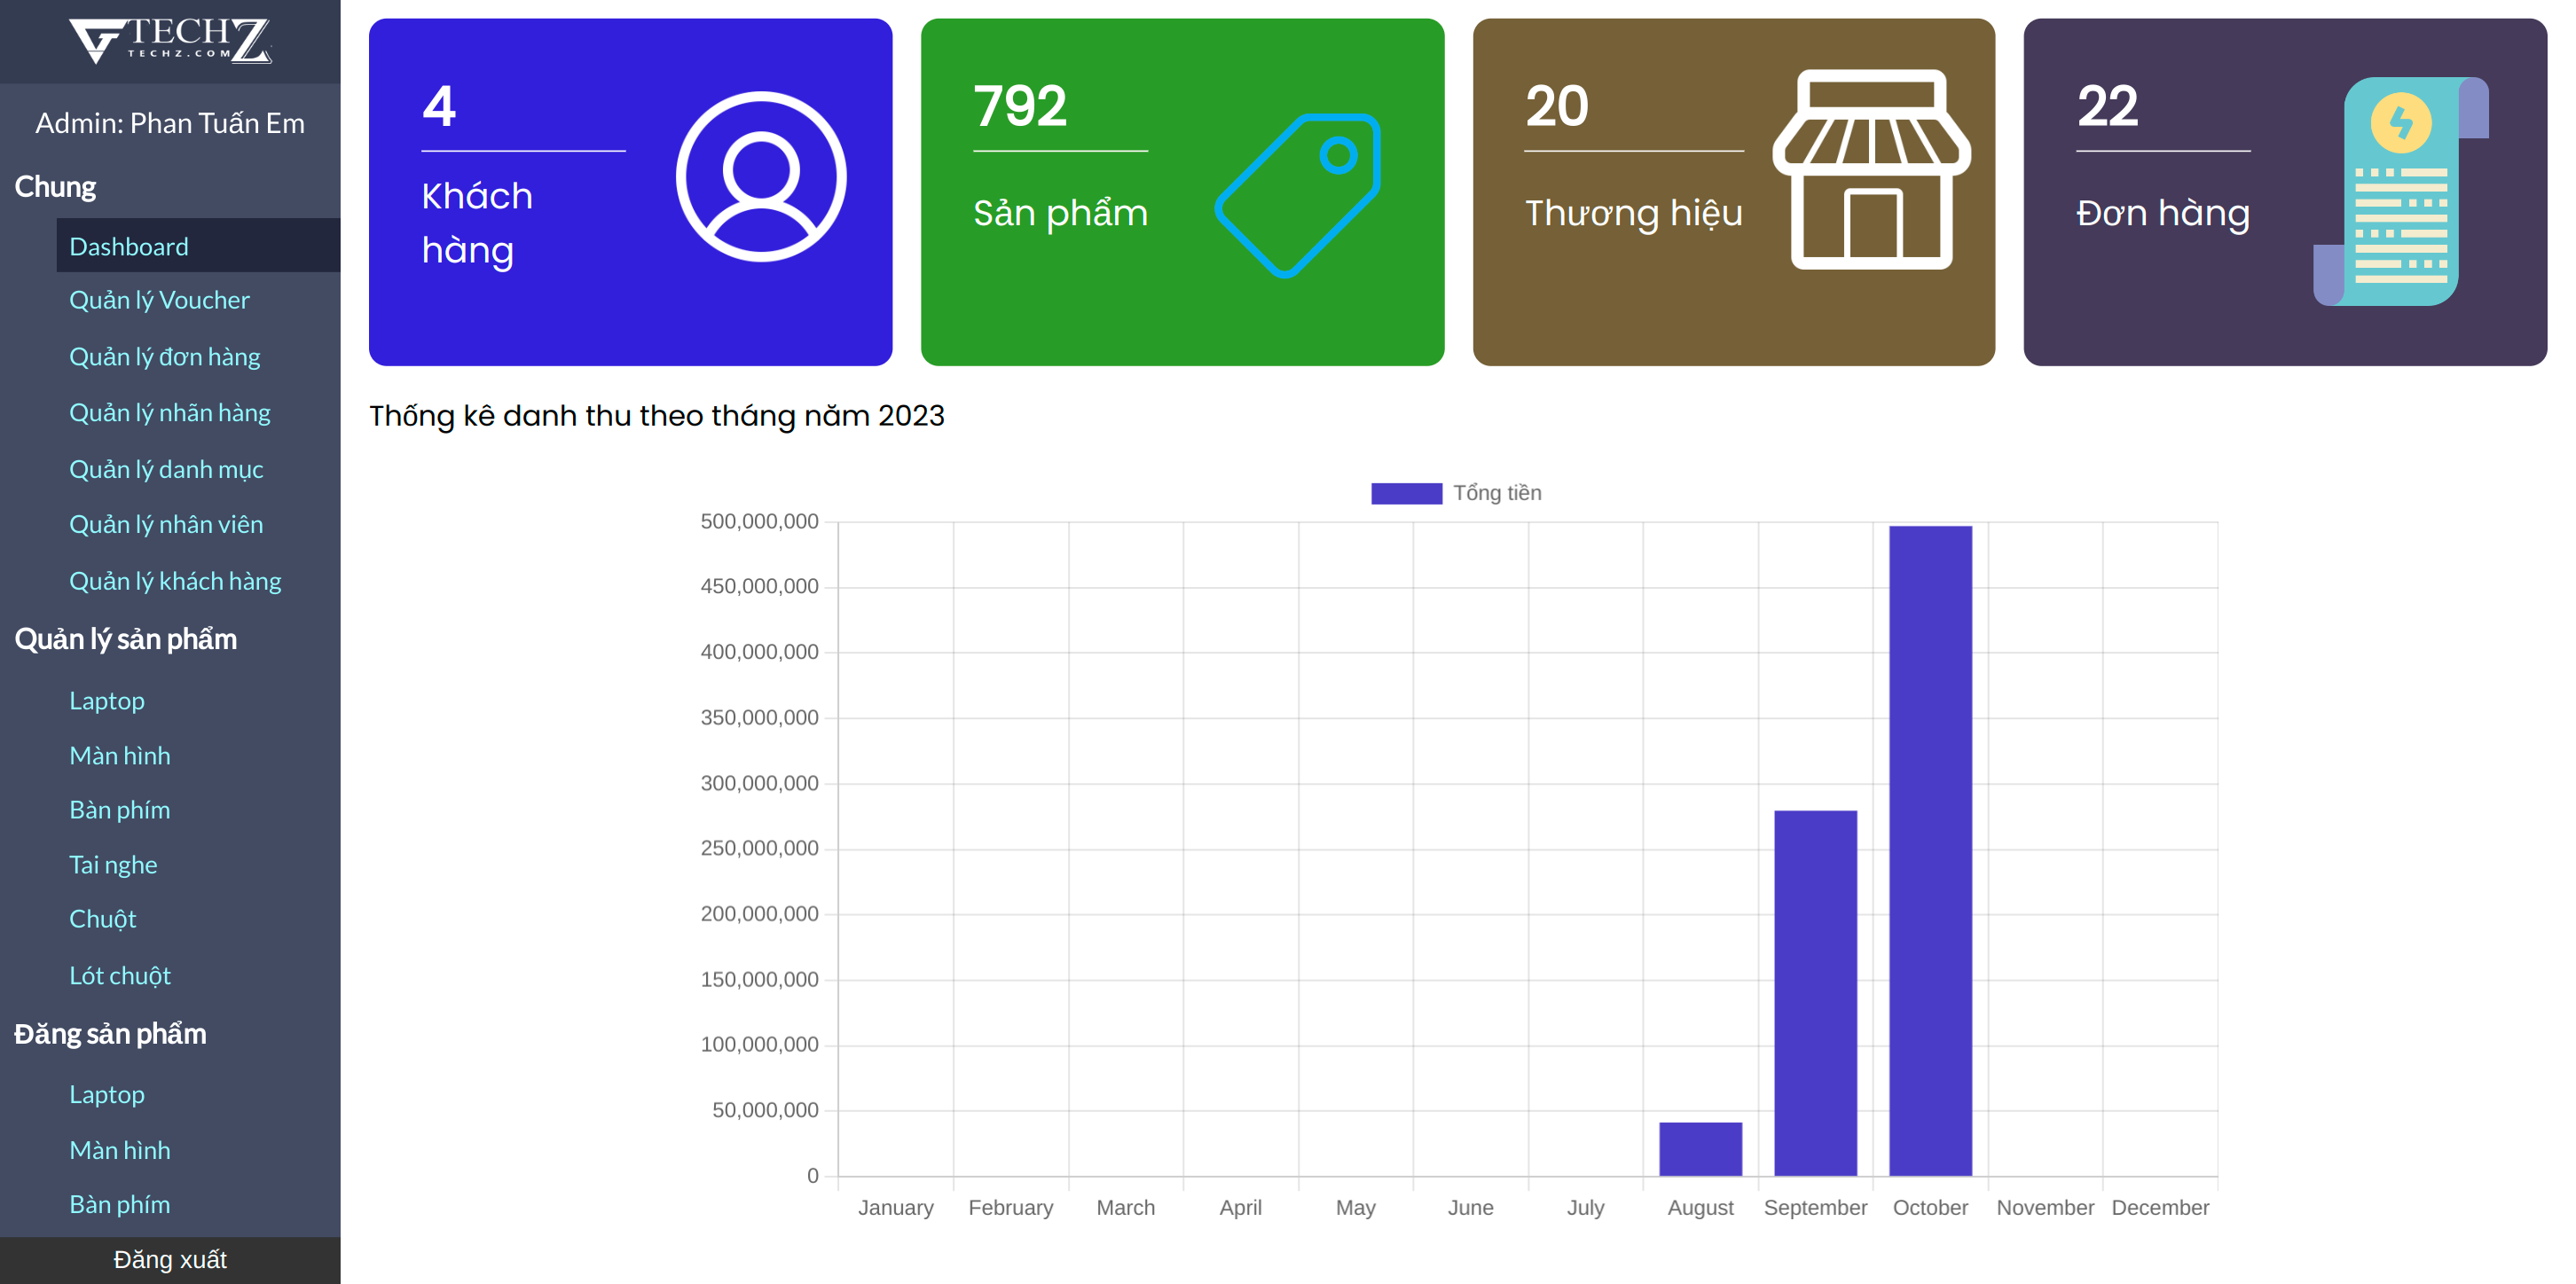 TECHZ
TECHZ.COM
Admin: Phan Tuấn Em
Chung
Dashboard
Quản lý Voucher
Quản lý đơn hàng
Quản lý nhãn hàng
Quản lý danh mục
Quản lý nhân viên
Quản lý khách hàng
Quản lý sản phẩm
Laptop
Màn hình
Bàn phím
Tai nghe
Chuột
Lót chuột
Đăng sản phẩm
Laptop
Màn hình
Bàn phím
Đăng xuất
4
Khách
hàng
792
Sản phẩm
20
Thương hiệu
22
Đơn hàng
Thống kê danh thu theo tháng năm 2023
Tổng tiền
500,000,000
450,000,000
400,000,000
350,000,000
300,000,000
250,000,000
200,000,000
150,000,000
100,000,000
50,000,000
0
January February March April May June July August September October November December